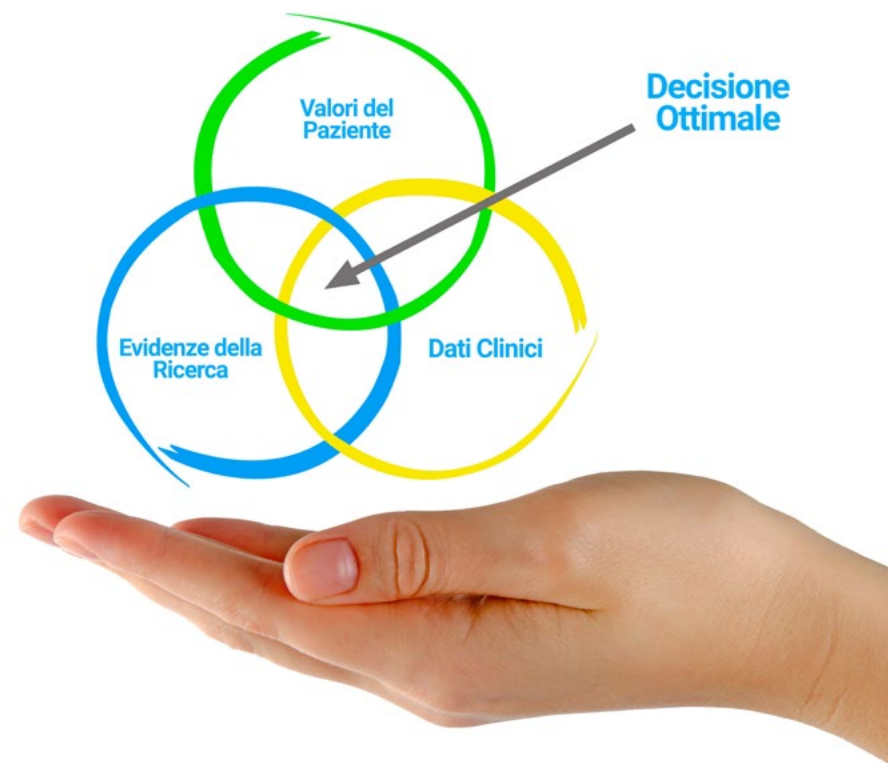 Valori del
Paziente
Decisione
Ottimale
Evidenze della
Ricerca
Dati Clinici